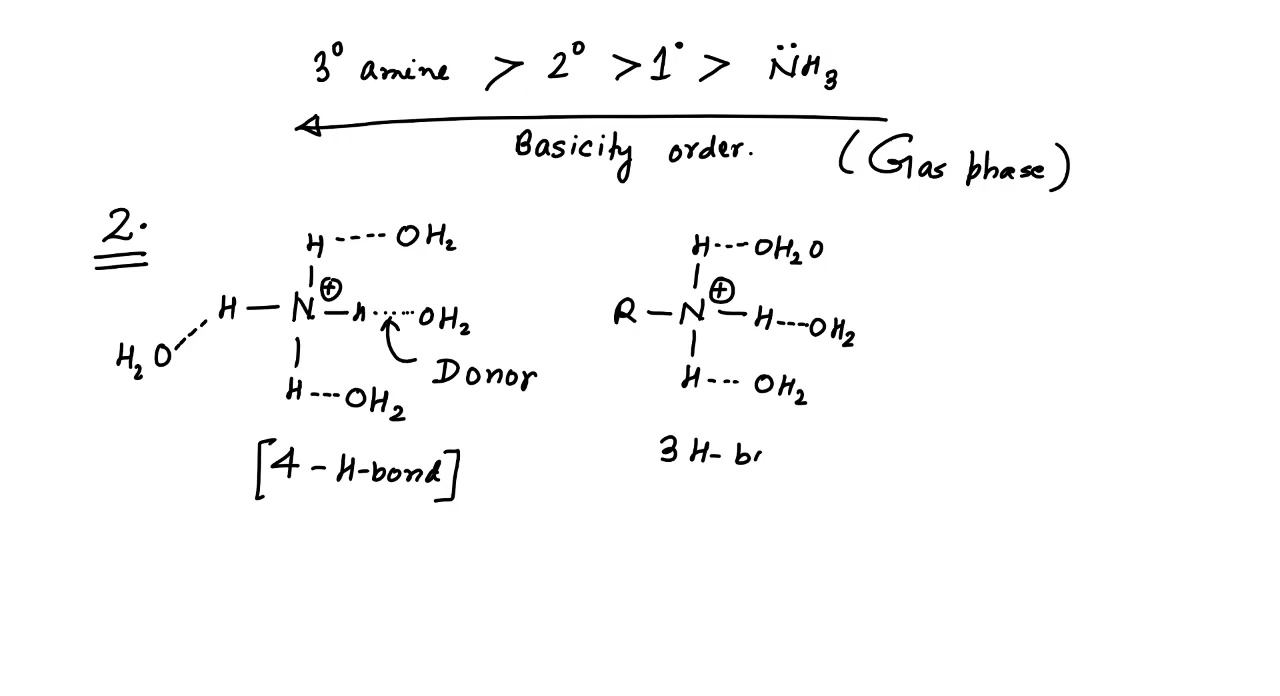 3° amine > 2° > 1° > N̈H₃
Basicity order. (Gas phase)
2.
H ---- OH₂ H --- OH₂O
H — N⊕ — H ...... OH₂ R — N⊕ — H --- OH₂
H₂O Donor
H --- OH₂ H --- OH₂
[4 - H-bond] 3 H- b